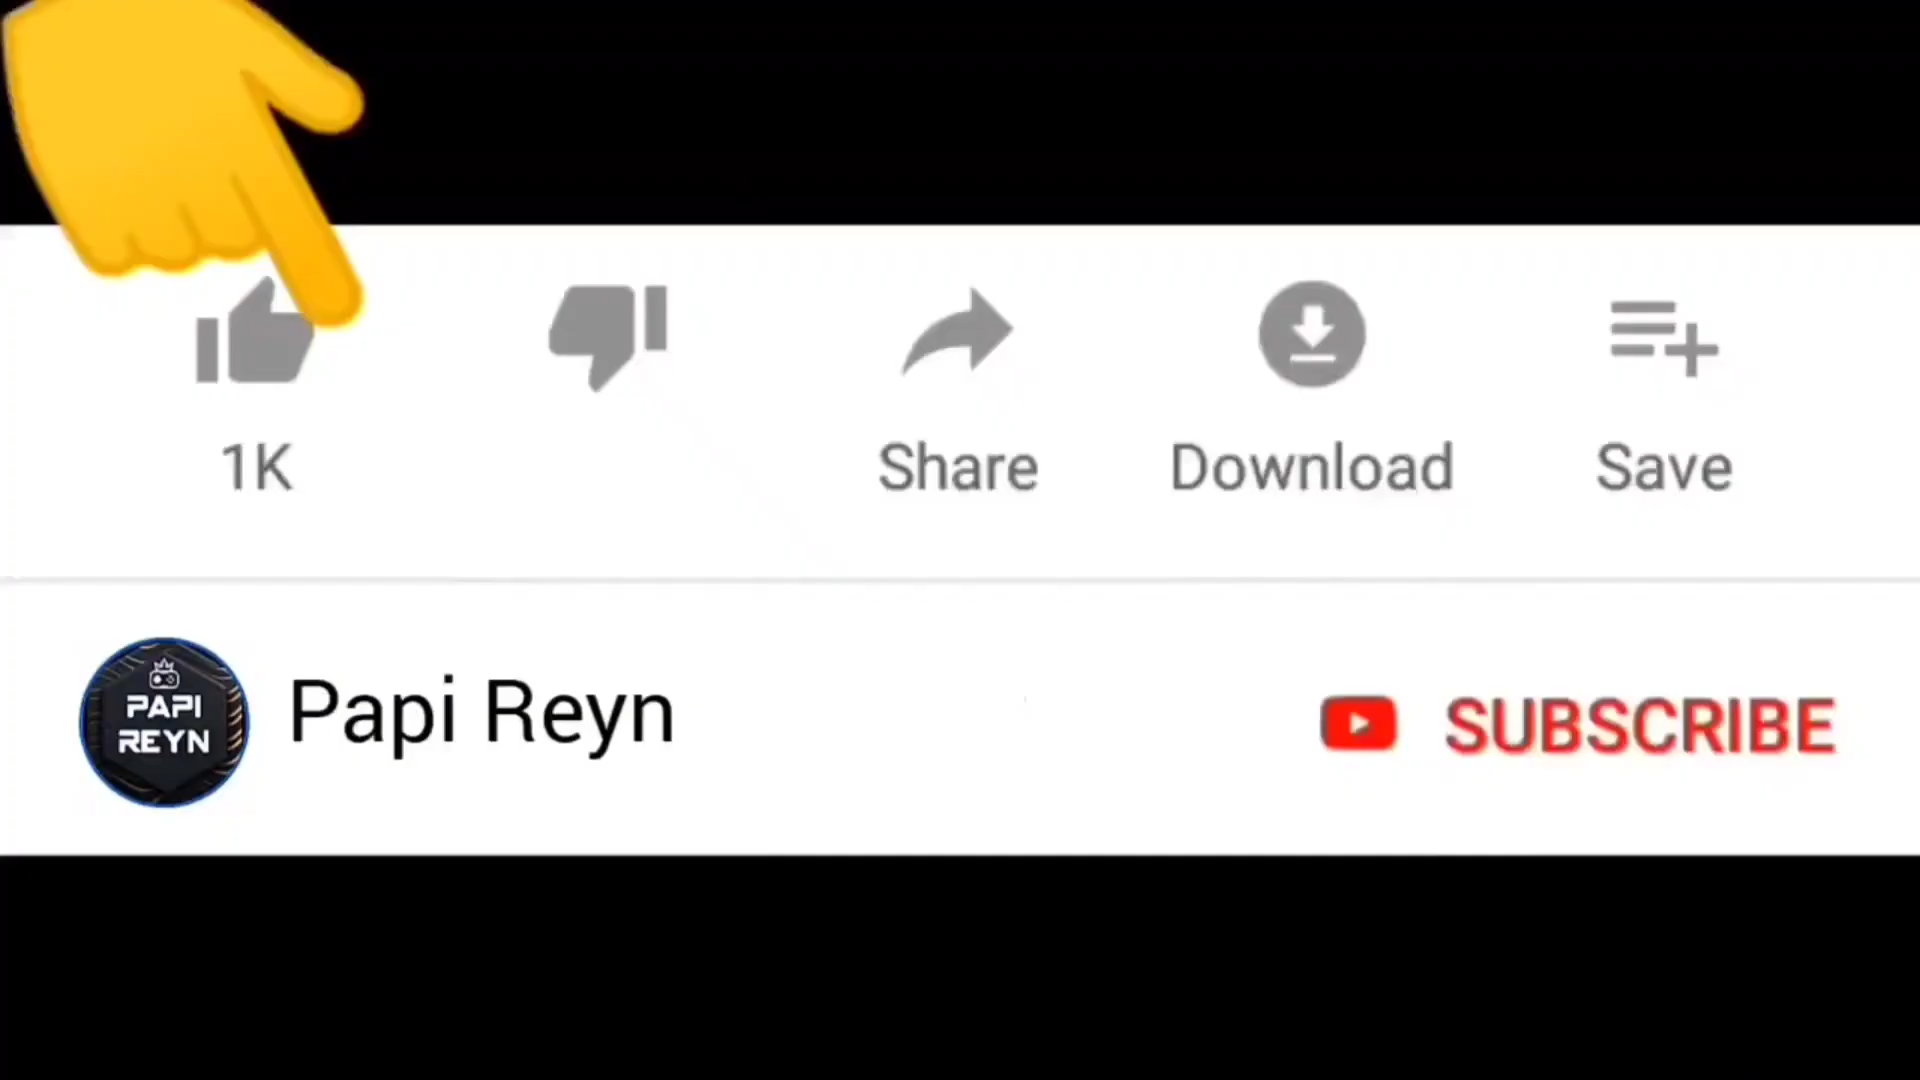 1K
Share
Download
Save
PAPI
REYN
Papi Reyn
SUBSCRIBE